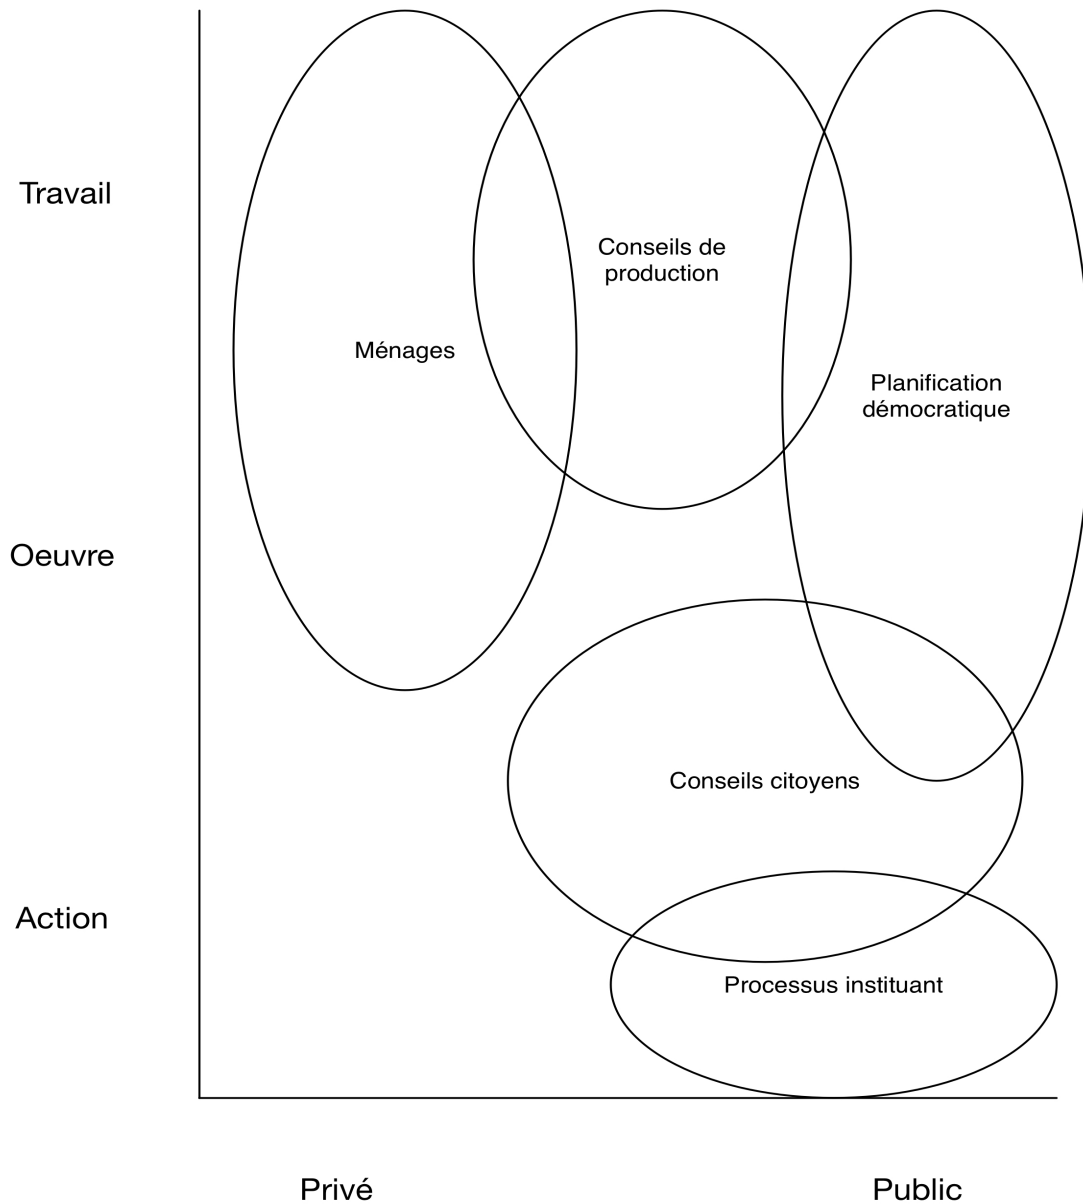 Travail
Conseils de
production
Ménages
Planification
démocratique
Oeuvre
Conseils citoyens
Action
Processus instituant
Privé
Public